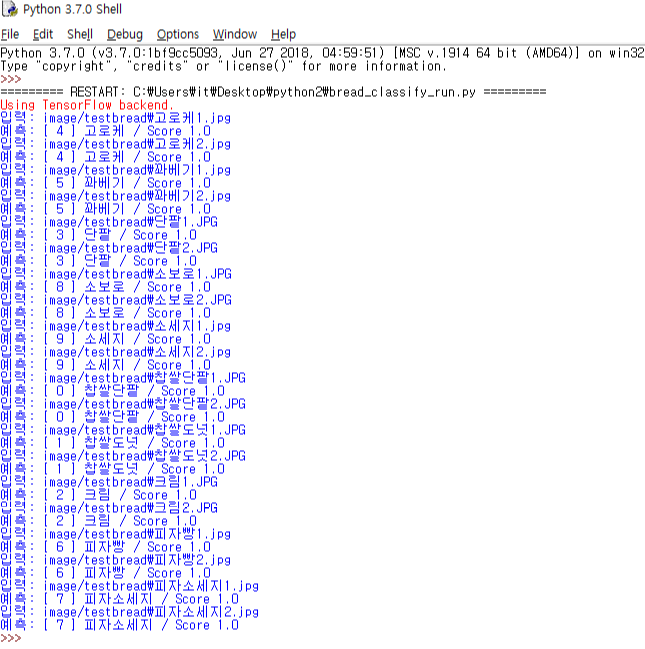 Python 3.7.0 Shell
File Edit Shell Debug Options Window Help
Python 3.7.0 (v3.7.0:1bf9cc5093, Jun 27 2018, 04:59:51) [MSC v.1914 64 bit (AMD64)] on win32
Type "copyright", "credits" or "license()" for more information.
>>>
========= RESTART: C:₩Users₩it₩Desktop₩python2₩bread_classify_run.py =========
Using TensorFlow backend.
입력: image/testbread₩고로케1.jpg
예측: [ 4 ] 고로케 / Score 1.0
입력: image/testbread₩고로케2.jpg
예측: [ 4 ] 고로케 / Score 1.0
입력: image/testbread₩꽈베기1.jpg
예측: [ 5 ] 꽈베기 / Score 1.0
입력: image/testbread₩꽈베기2.jpg
예측: [ 5 ] 꽈베기 / Score 1.0
입력: image/testbread₩단팥1.JPG
예측: [ 3 ] 단팥 / Score 1.0
입력: image/testbread₩단팥2.JPG
예측: [ 3 ] 단팥 / Score 1.0
입력: image/testbread₩소보로1.JPG
예측: [ 8 ] 소보로 / Score 1.0
입력: image/testbread₩소보로2.JPG
예측: [ 8 ] 소보로 / Score 1.0
입력: image/testbread₩소세지1.jpg
예측: [ 9 ] 소세지 / Score 1.0
입력: image/testbread₩소세지2.jpg
예측: [ 9 ] 소세지 / Score 1.0
입력: image/testbread₩찹쌀단팥1.JPG
예측: [ 0 ] 찹쌀단팥 / Score 1.0
입력: image/testbread₩찹쌀단팥2.JPG
예측: [ 0 ] 찹쌀단팥 / Score 1.0
입력: image/testbread₩찹쌀도넛1.JPG
예측: [ 1 ] 찹쌀도넛 / Score 1.0
입력: image/testbread₩찹쌀도넛2.JPG
예측: [ 1 ] 찹쌀도넛 / Score 1.0
입력: image/testbread₩크림1.JPG
예측: [ 2 ] 크림 / Score 1.0
입력: image/testbread₩크림2.JPG
예측: [ 2 ] 크림 / Score 1.0
입력: image/testbread₩피자빵1.jpg
예측: [ 6 ] 피자빵 / Score 1.0
입력: image/testbread₩피자빵2.jpg
예측: [ 6 ] 피자빵 / Score 1.0
입력: image/testbread₩피자소세지1.jpg
예측: [ 7 ] 피자소세지 / Score 1.0
입력: image/testbread₩피자소세지2.jpg
예측: [ 7 ] 피자소세지 / Score 1.0
>>>